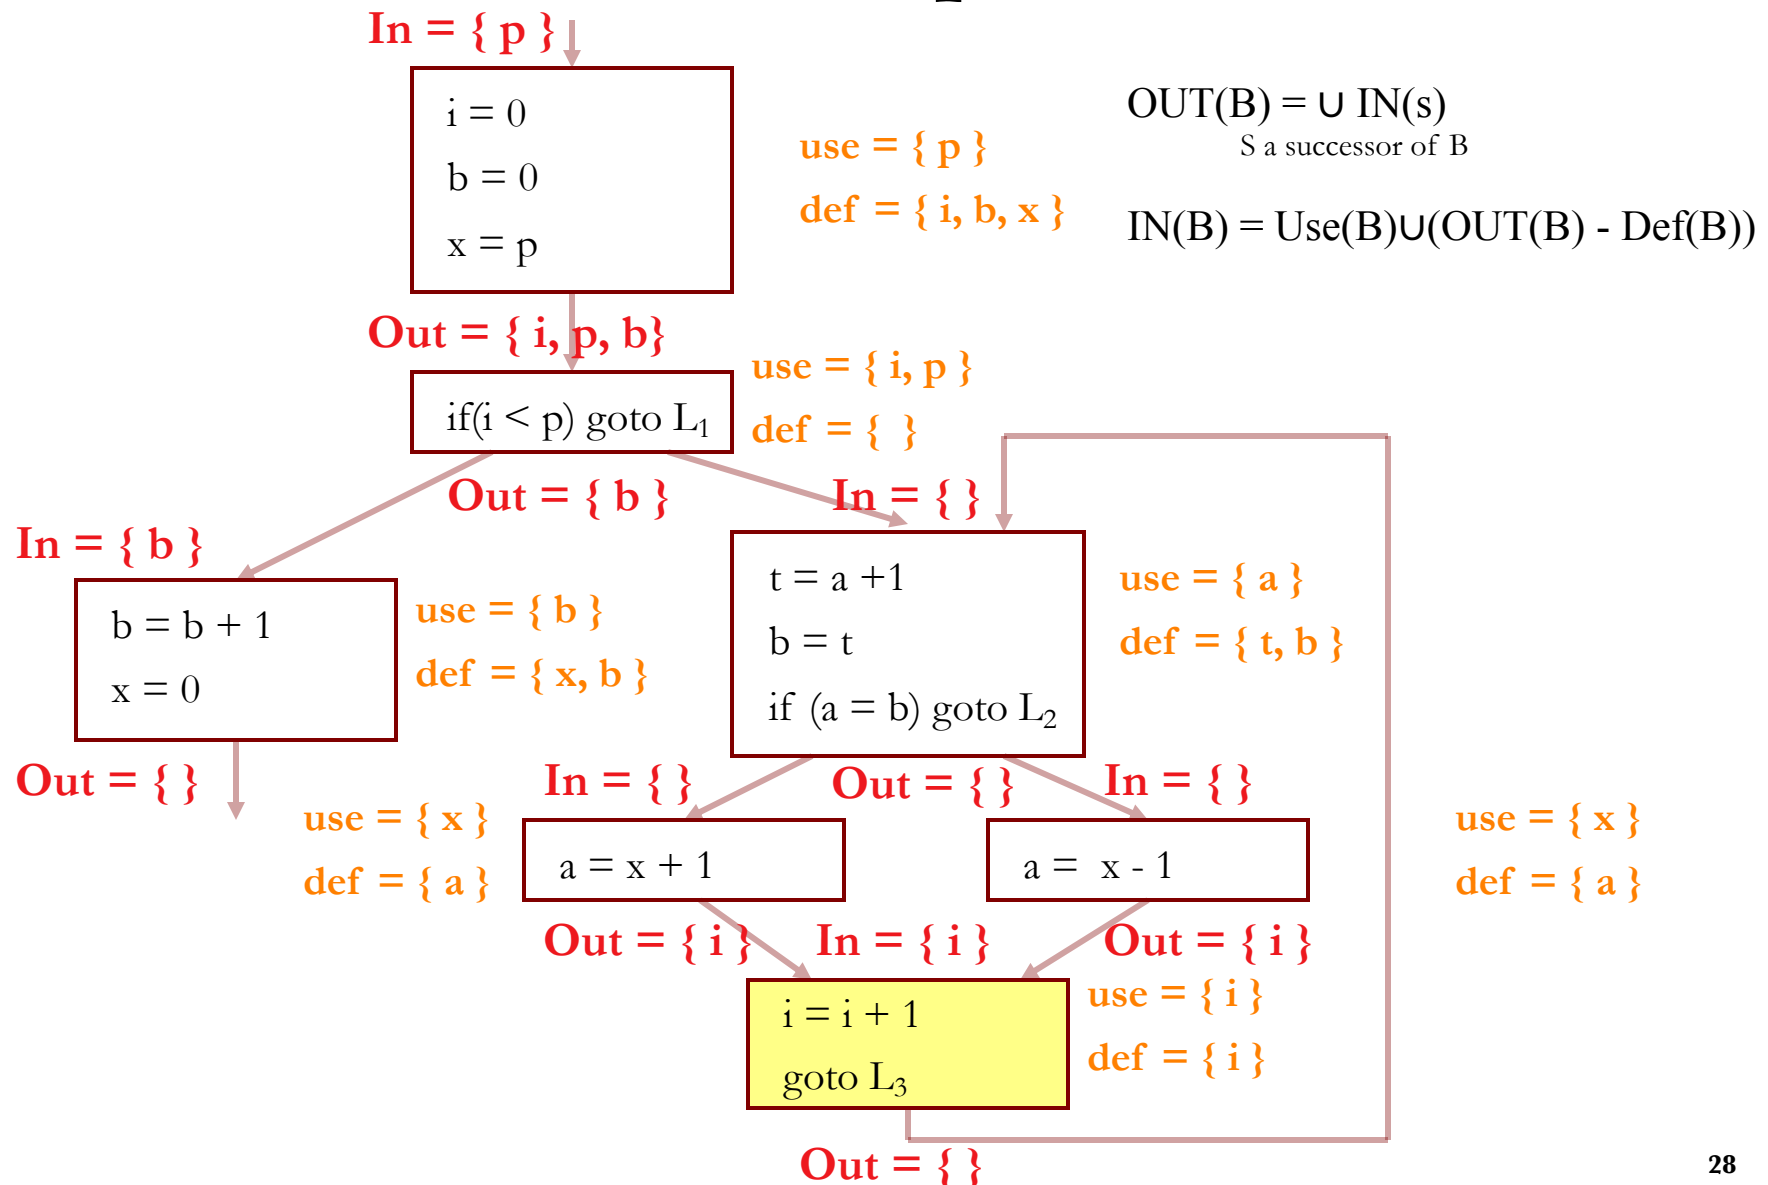 In = { p }
i = 0
b = 0
x = p
use = { p }
def = { i, b, x }
OUT(B) = ∪ IN(s)
S a successor of B
IN(B) = Use(B)∪(OUT(B) - Def(B))
Out = { i, p, b}
if(i < p) goto L₁
use = { i, p }
def = { }
Out = { b }
In = { }
In = { b }
b = b + 1
x = 0
use = { b }
def = { x, b }
t = a +1
b = t
if (a = b) goto L₂
use = { a }
def = { t, b }
Out = { }
In = { }
Out = { }
In = { }
use = { x }
def = { a }
a = x + 1
a = x - 1
use = { x }
def = { a }
Out = { i }
In = { i }
Out = { i }
i = i + 1
goto L₃
use = { i }
def = { i }
Out = { }
28